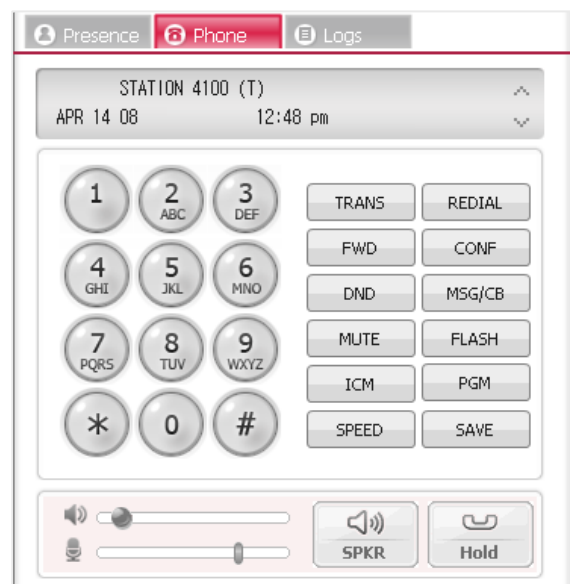 Presence Phone Logs
STATION 4100 (T)
APR 14 08 12:48 pm
1 2 ABC 3 DEF
4 GHI 5 JKL 6 MNO
7 PQRS 8 TUV 9 WXYZ
* 0 #
TRANS REDIAL
FWD CONF
DND MSG/CB
MUTE FLASH
ICM PGM
SPEED SAVE
SPKR Hold